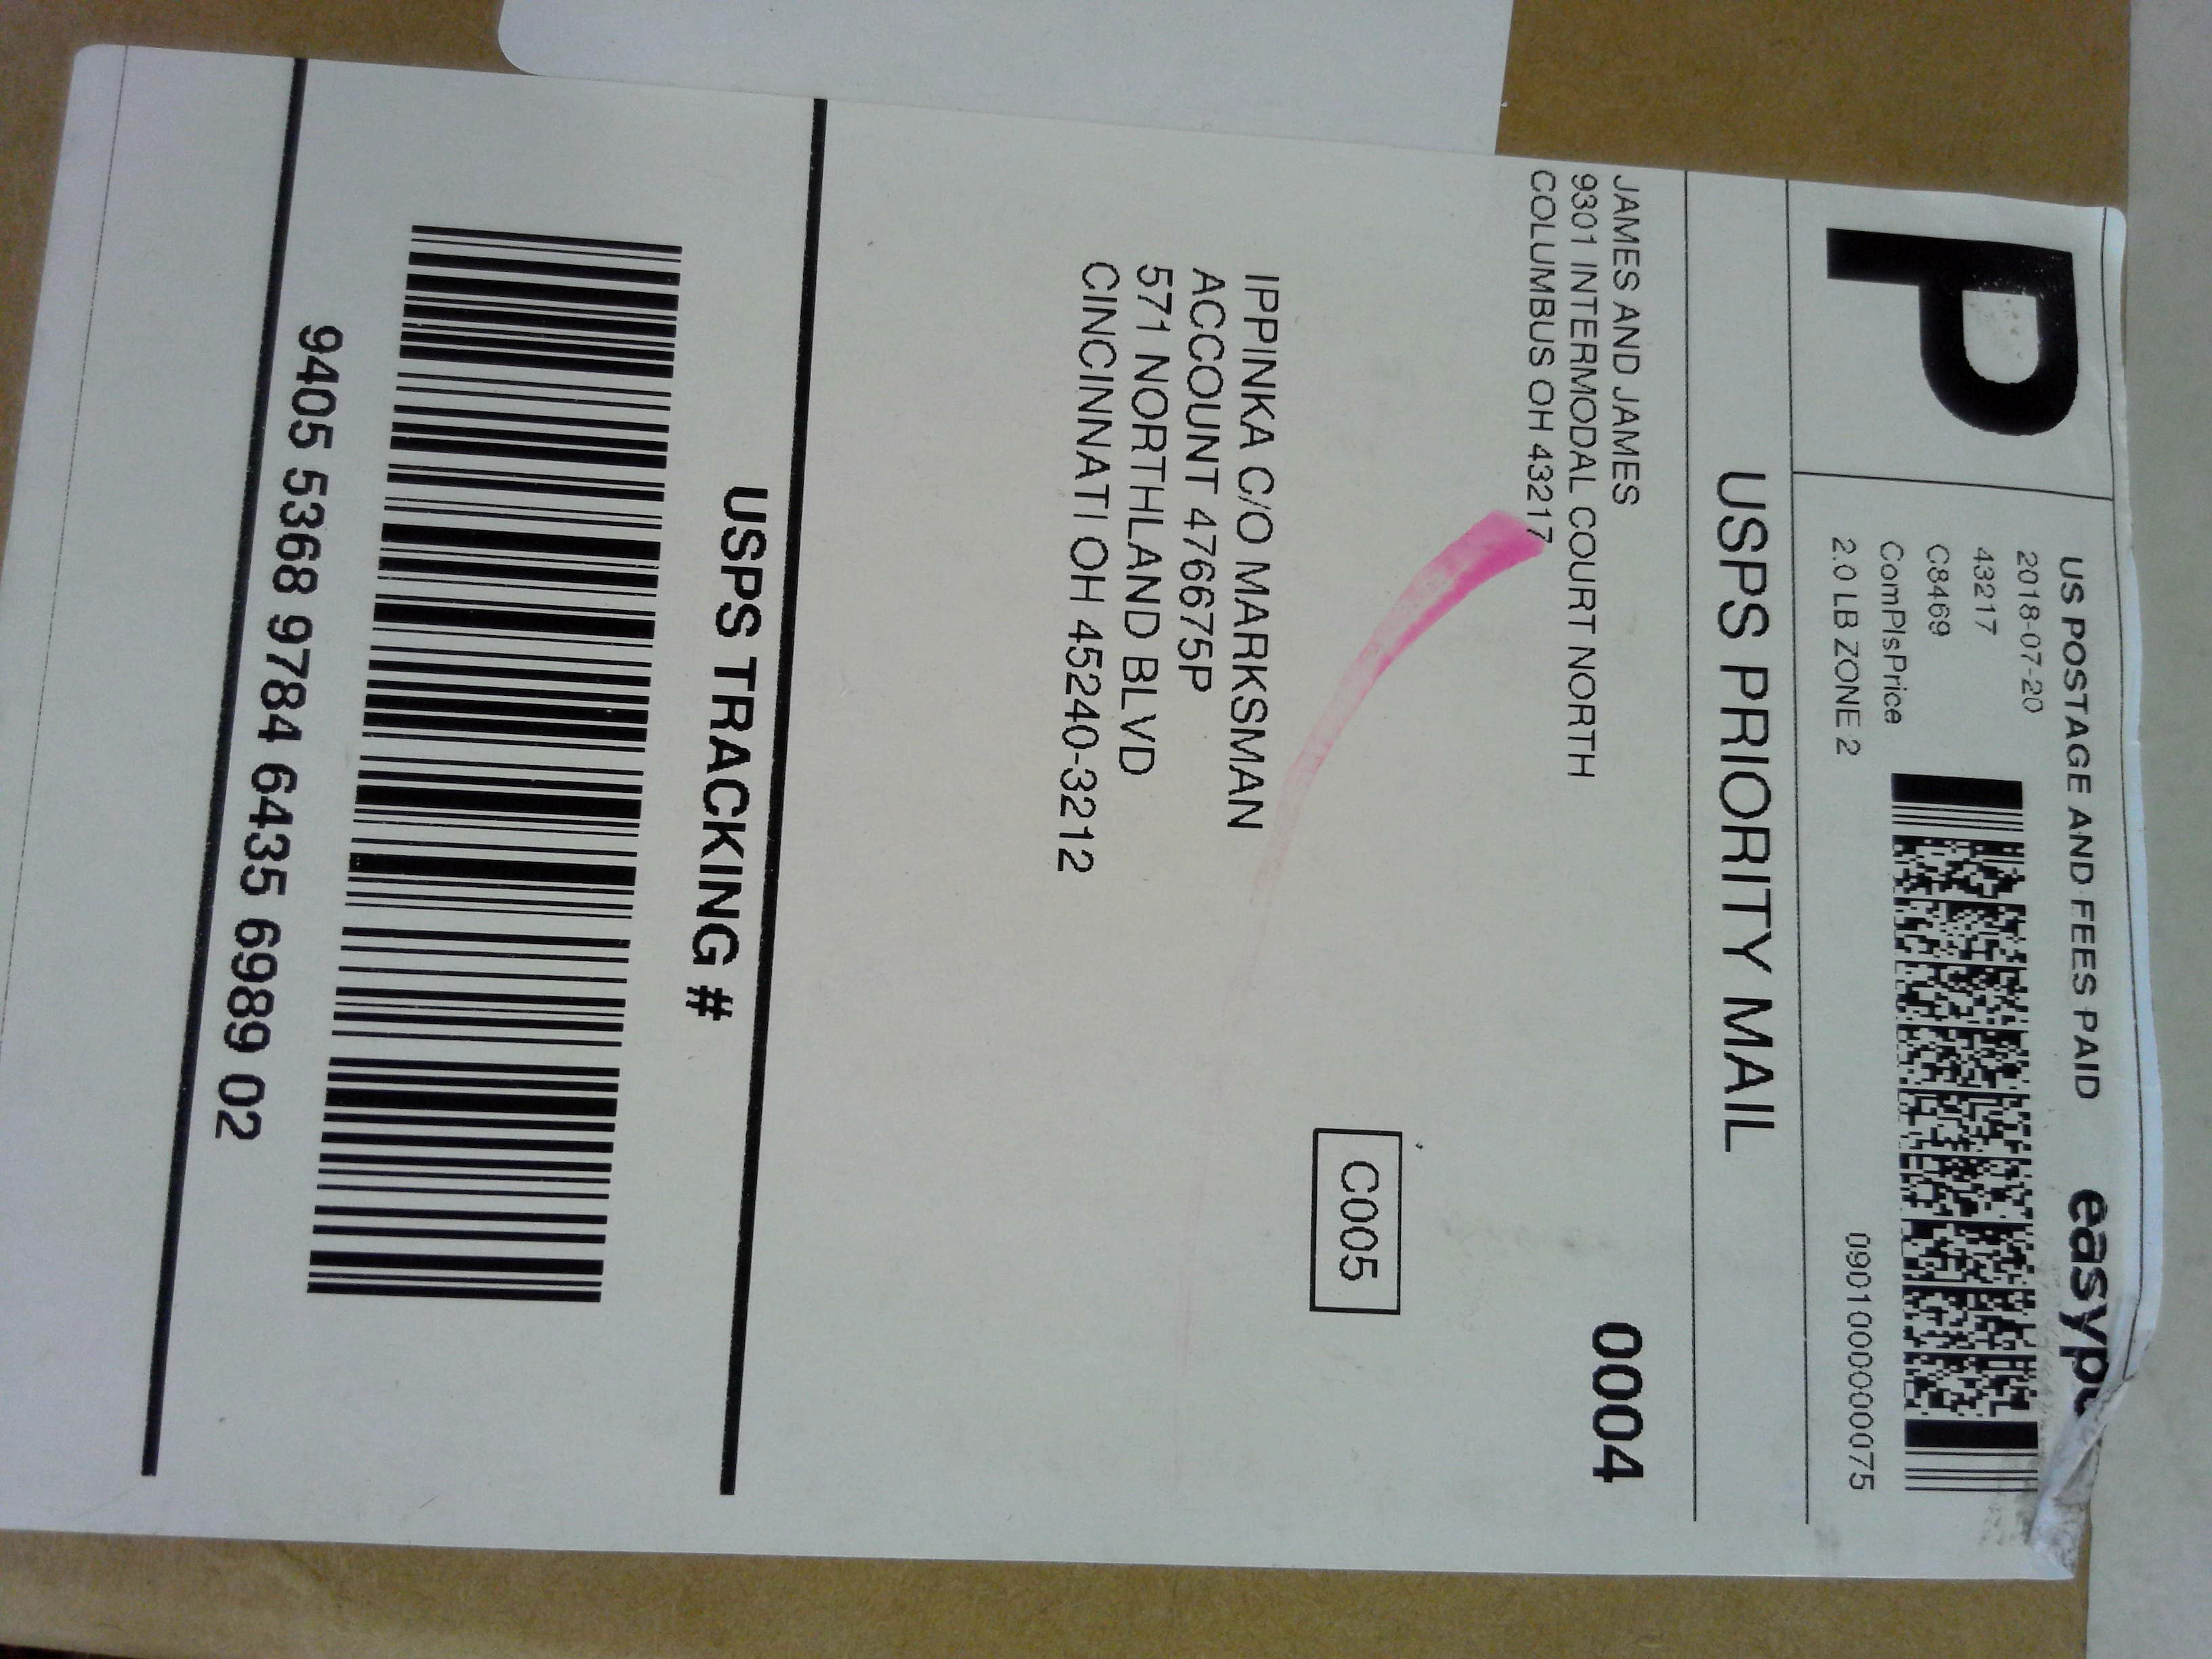 P
US POSTAGE AND FEES PAID
2018-07-20
43217
C8469
ComPlsPrice
2.0 LB ZONE 2
0901000000075
USPS PRIORITY MAIL
JAMES AND JAMES
9301 INTERMODAL COURT NORTH
COLUMBUS OH 43217
0004
C005
IPPINKA C/O MARKSMAN
ACCOUNT 476675P
571 NORTHLAND BLVD
CINCINNATI OH 45240-3212
USPS TRACKING #
9405 5368 9784 6435 6989 02